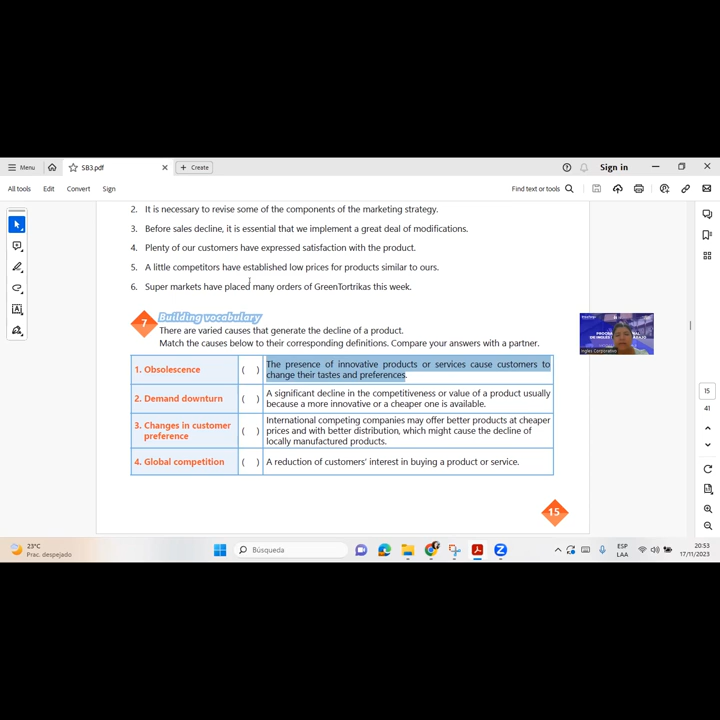 Menu
SB3.pdf
Create
Sign in
All tools
Edit
Convert
Sign
Find text or tools
2. It is necessary to revise some of the components of the marketing strategy.
3. Before sales decline, it is essential that we implement a great deal of modifications.
4. Plenty of our customers have expressed satisfaction with the product.
5. A little competitors have established low prices for products similar to ours.
6. Super markets have placed many orders of GreenTortrikas this week.
7 Building vocabulary
There are varied causes that generate the decline of a product.
Match the causes below to their corresponding definitions. Compare your answers with a partner.
1. Obsolescence ( ) The presence of innovative products or services cause customers to
change their tastes and preferences.
2. Demand downturn ( ) A significant decline in the competitiveness or value of a product usually
because a more innovative or a cheaper one is available.
3. Changes in customer
preference
( ) International competing companies may offer better products at cheaper
prices and with better distribution, which might cause the decline of
locally manufactured products.
4. Global competition ( ) A reduction of customers' interest in buying a product or service.
15
Ingles Corporativo
15
41
23°C
Prac. despejado
Búsqueda
ESP
LAA
20:53
17/11/2023